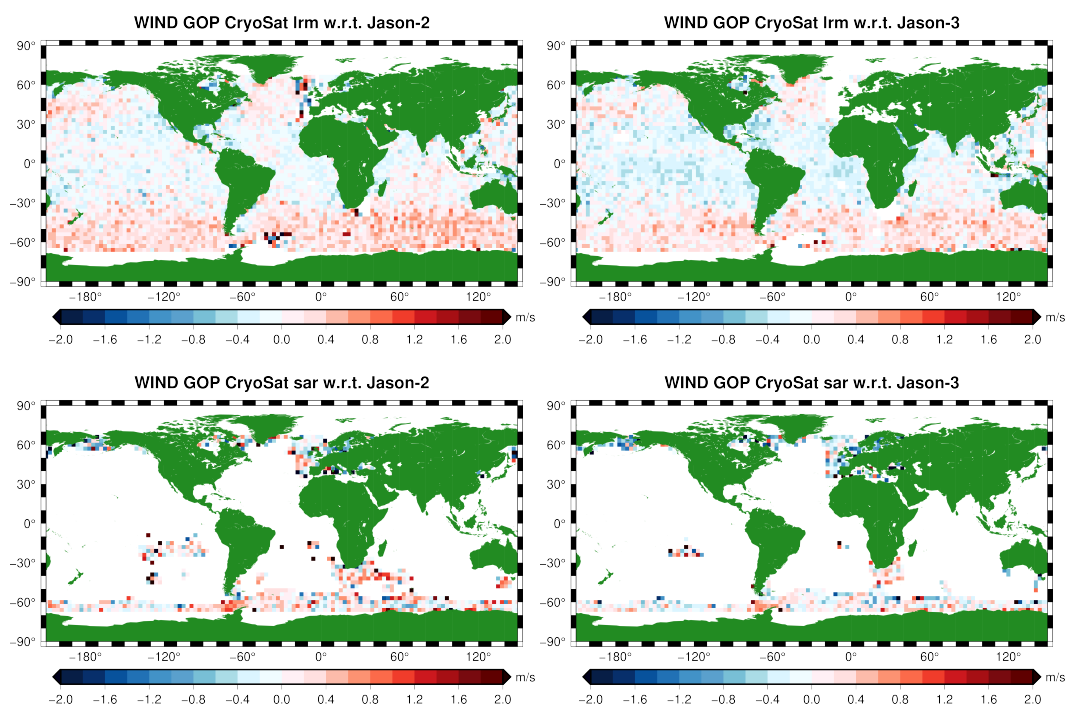 WIND GOP CryoSat lrm w.r.t. Jason-2
90°
60°
30°
0°
−30°
−60°
−90°
−180° −120° −60° 0° 60° 120°
−2.0 −1.6 −1.2 −0.8 −0.4 0.0 0.4 0.8 1.2 1.6 2.0 m/s
WIND GOP CryoSat lrm w.r.t. Jason-3
90°
60°
30°
0°
−30°
−60°
−90°
−180° −120° −60° 0° 60° 120°
−2.0 −1.6 −1.2 −0.8 −0.4 0.0 0.4 0.8 1.2 1.6 2.0 m/s
WIND GOP CryoSat sar w.r.t. Jason-2
90°
60°
30°
0°
−30°
−60°
−90°
−180° −120° −60° 0° 60° 120°
−2.0 −1.6 −1.2 −0.8 −0.4 0.0 0.4 0.8 1.2 1.6 2.0 m/s
WIND GOP CryoSat sar w.r.t. Jason-3
90°
60°
30°
0°
−30°
−60°
−90°
−180° −120° −60° 0° 60° 120°
−2.0 −1.6 −1.2 −0.8 −0.4 0.0 0.4 0.8 1.2 1.6 2.0 m/s